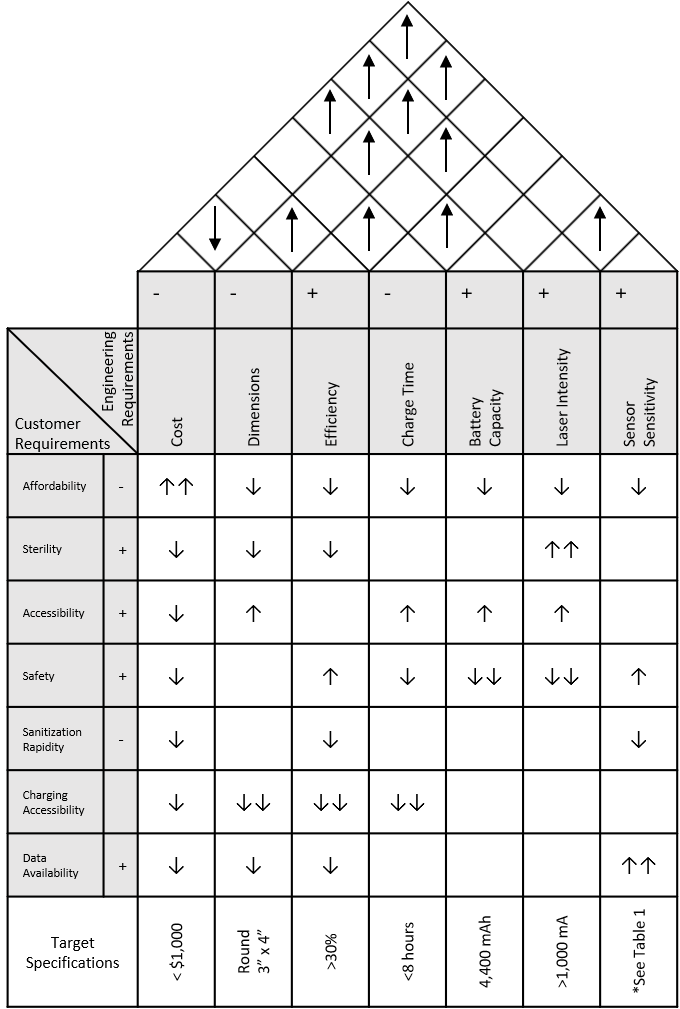 - - + - + + +
Engineering
Requirements
Customer
Requirements
Cost
Dimensions
Efficiency
Charge Time
Battery
Capacity
Laser Intensity
Sensor
Sensitivity
Affordability - ↑↑ ↓ ↓ ↓ ↓ ↓ ↓
Sterility + ↓ ↓ ↓ ↑↑
Accessibility + ↓ ↑ ↑ ↑ ↑
Safety + ↓ ↑ ↓ ↓↓ ↓↓ ↑
Sanitization
Rapidity - ↓ ↓ ↓
Charging
Accessibility ↓ ↓↓ ↓↓ ↓↓
Data
Availability + ↓ ↓ ↓ ↑↑
Target
Specifications
< $1,000
Round
3” x 4”
>30%
<8 hours
4,400 mAh
>1,000 mA
*See Table 1